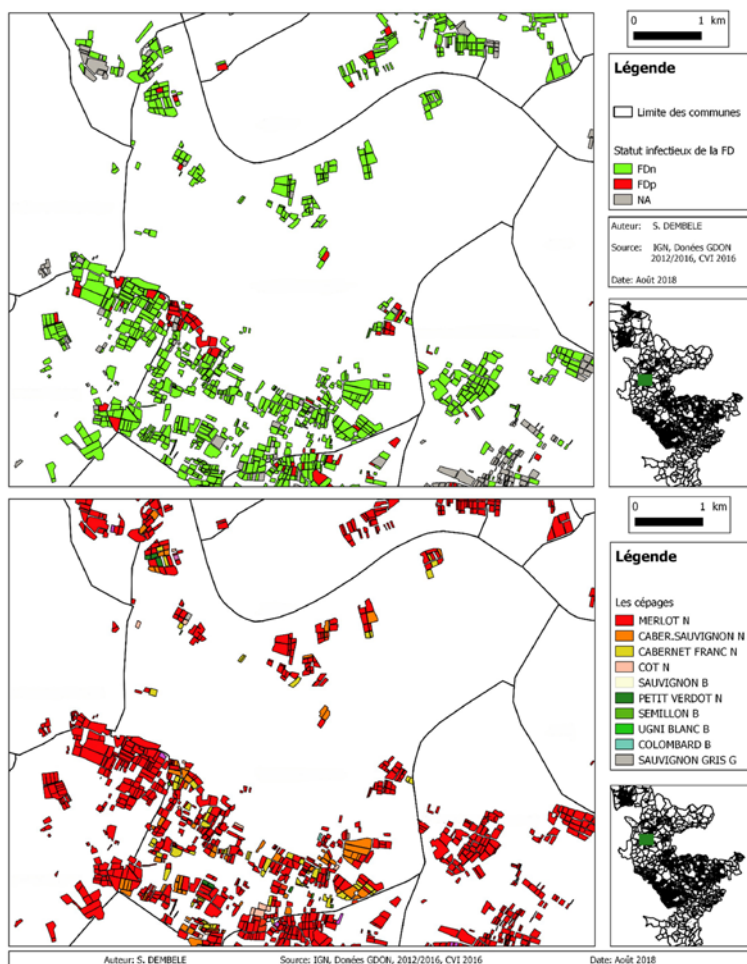 0 1 km
Légende
Limite des communes
Statut infectieux de la FD
FDn
FDp
NA
Auteur: S. DEMBELE
Source: IGN, Donées GDON
2012/2016, CVI 2016
Date: Août 2018
0 1 km
Légende
Les cépages
MERLOT N
CABER.SAUVIGNON N
CABERNET FRANC N
COT N
SAUVIGNON B
PETIT VERDOT N
SEMILLON B
UGNI BLANC B
COLOMBARD B
SAUVIGNON GRIS G
Auteur: S. DEMBELE Source: IGN, Donées GDON, 2012/2016, CVI 2016 Date: Août 2018